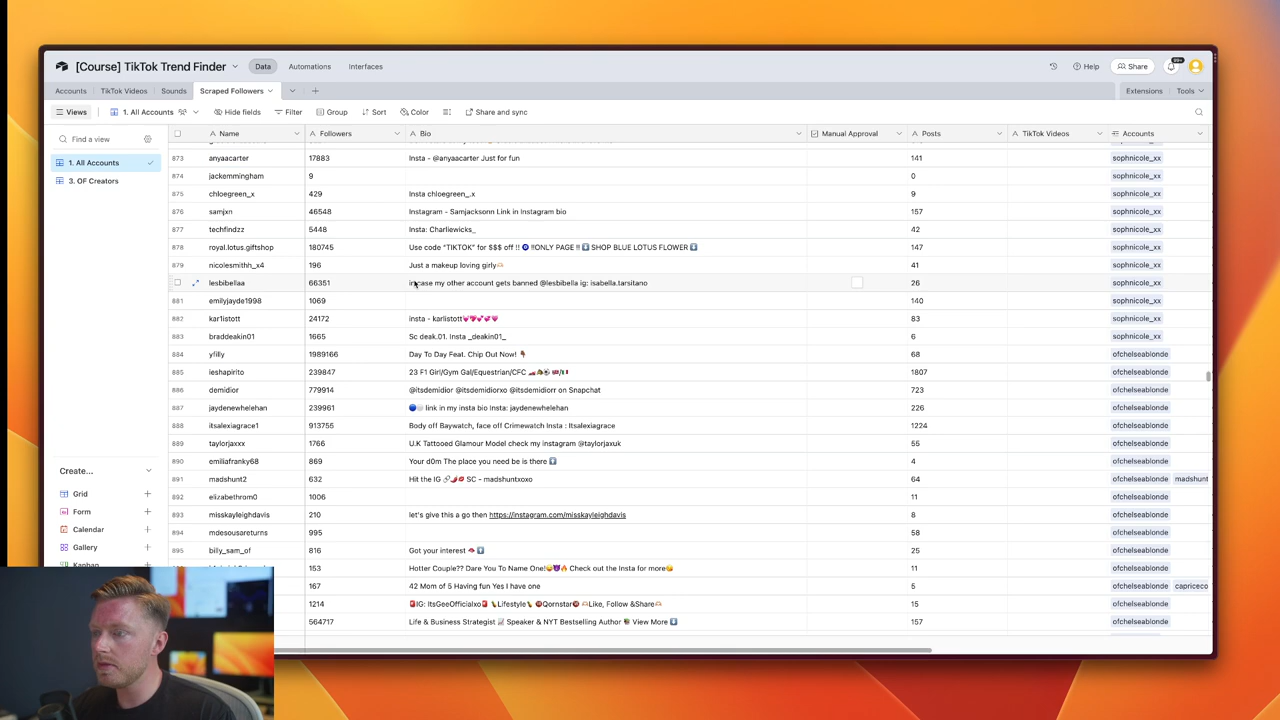 [Course] TikTok Trend Finder Data Automations Interfaces Help Share 99+
Accounts TikTok Videos Sounds Scraped Followers Extensions Tools
Views 1. All Accounts Hide fields Filter Group Sort Color Share and sync
Find a view
1. All Accounts
3. OF Creators
Create...
Grid
Form
Calendar
Gallery
Name Followers Bio Manual Approval Posts TikTok Videos Accounts
873 anyaacarter 17883 Insta - @anyaacarter Just for fun 141 sophnicole_xx
874 jackemmingham 9 0 sophnicole_xx
875 chloegreen_x 429 Insta chloegreen_.x 9 sophnicole_xx
876 samjxn 46548 Instagram - Samjacksonn Link in Instagram bio 157 sophnicole_xx
877 techfindzz 5448 Insta: Charliewicks_ 42 sophnicole_xx
878 royal.lotus.giftshop 180745 Use code "TIKTOK" for $$$ off !! 🧿 !!ONLY PAGE !! ⬇️ SHOP BLUE LOTUS FLOWER ⬇️ 147 sophnicole_xx
879 nicolesmithh_x4 196 Just a makeup loving girly🫶🏻 41 sophnicole_xx
lesbibellaa 66351 incase my other account gets banned @lesbibella ig: isabella.tarsitano 26 sophnicole_xx
881 emilyjayde1998 1069 140 sophnicole_xx
882 kar1istott 24172 insta - karlistott 83 sophnicole_xx
883 braddeakin01 1665 Sc deak.01. Insta _deakin01_ 6 sophnicole_xx
884 yfilly 1989166 Day To Day Feat. Chip Out Now! 68 ofchelseablonde
885 ieshapirito 239847 23 F1 Girl/Gym Gal/Equestrian/CFC 1807 ofchelseablonde
886 demidior 779914 @itsdemidior @itsdemidiorxo @itsdemidiorr on Snapchat 723 ofchelseablonde
887 jaydenewhelehan 239961 link in my insta bio Insta: jaydenewhelehan 226 ofchelseablonde
888 itsalexiagrace1 913755 Body off Baywatch, face off Crimewatch Insta : Itsalexiagrace 1224 ofchelseablonde
889 taylorjaxxx 1766 U.K Tattooed Glamour Model check my instagram @taylorjaxuk 55 ofchelseablonde
890 emiliafranky68 869 Your d0m The place you need be is there ⬆️ 4 ofchelseablonde
891 madshunt2 632 Hit the IG SC - madshuntxoxo 64 ofchelseablonde madshunt
892 elizabethrom0 1006 11 ofchelseablonde
893 misskayleighdavis 210 let's give this a go then https://instagram.com/misskayleighdavis 8 ofchelseablonde
894 mdesousareturns 995 58 ofchelseablonde
895 billy_sam_of 816 Got your interest 25 ofchelseablonde
153 Hotter Couple?? Dare You To Name One! Check out the Insta for more 11 ofchelseablonde
167 42 Mom of 5 Having fun Yes I have one 5 ofchelseablonde capriceco
1214 IG: ItsGeeOfficialxo Lifestyle Qornstar Like, Follow &Share 15 ofchelseablonde
564717 Life & Business Strategist Speaker & NYT Bestselling Author View More ⬇️ 157 ofchelseablonde